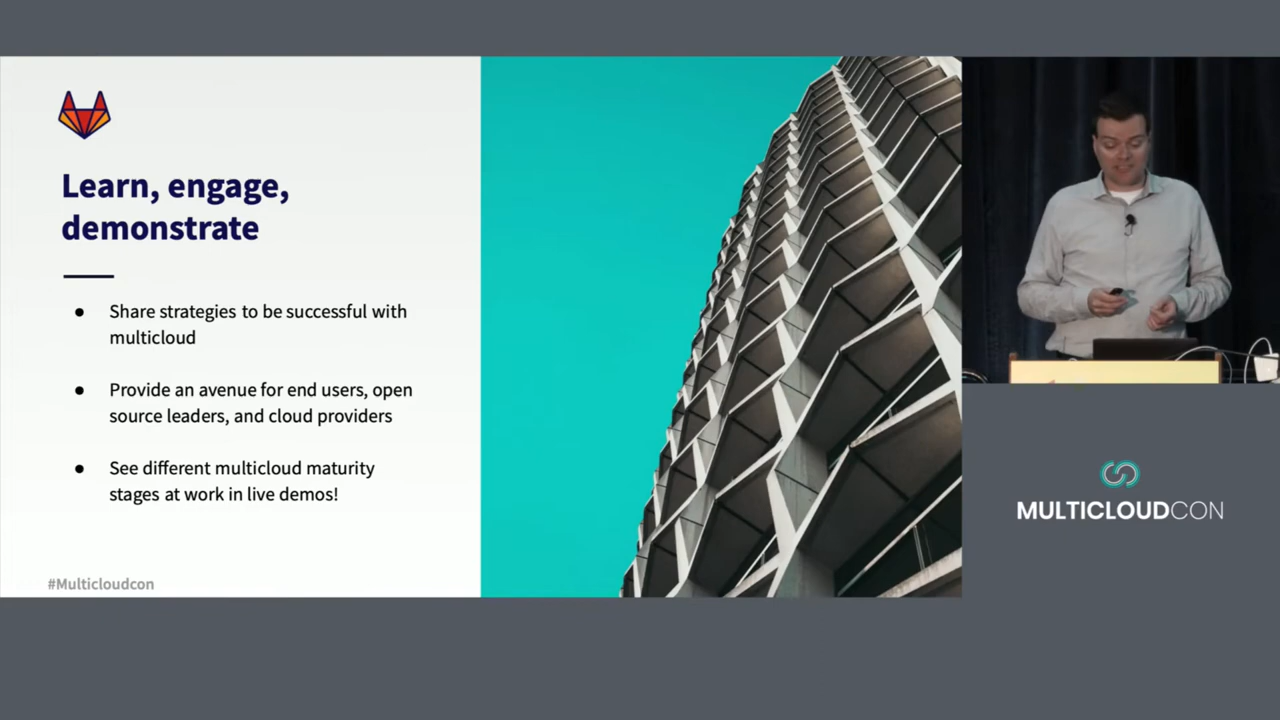 Learn, engage,
demonstrate
● Share strategies to be successful with
multicloud
● Provide an avenue for end users, open
source leaders, and cloud providers
● See different multicloud maturity
stages at work in live demos!
#Multicloudcon
MULTICLOUDCON